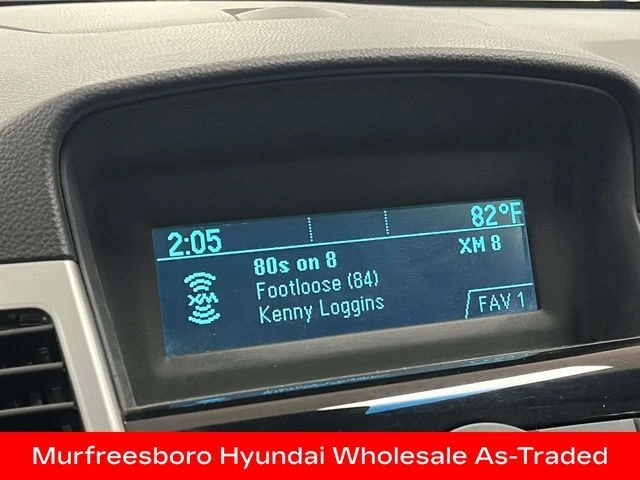 2:05
82°F
80s on 8
XM 8
XM
Footloose (84)
Kenny Loggins
FAV 1
Murfreesboro Hyundai Wholesale As-Traded